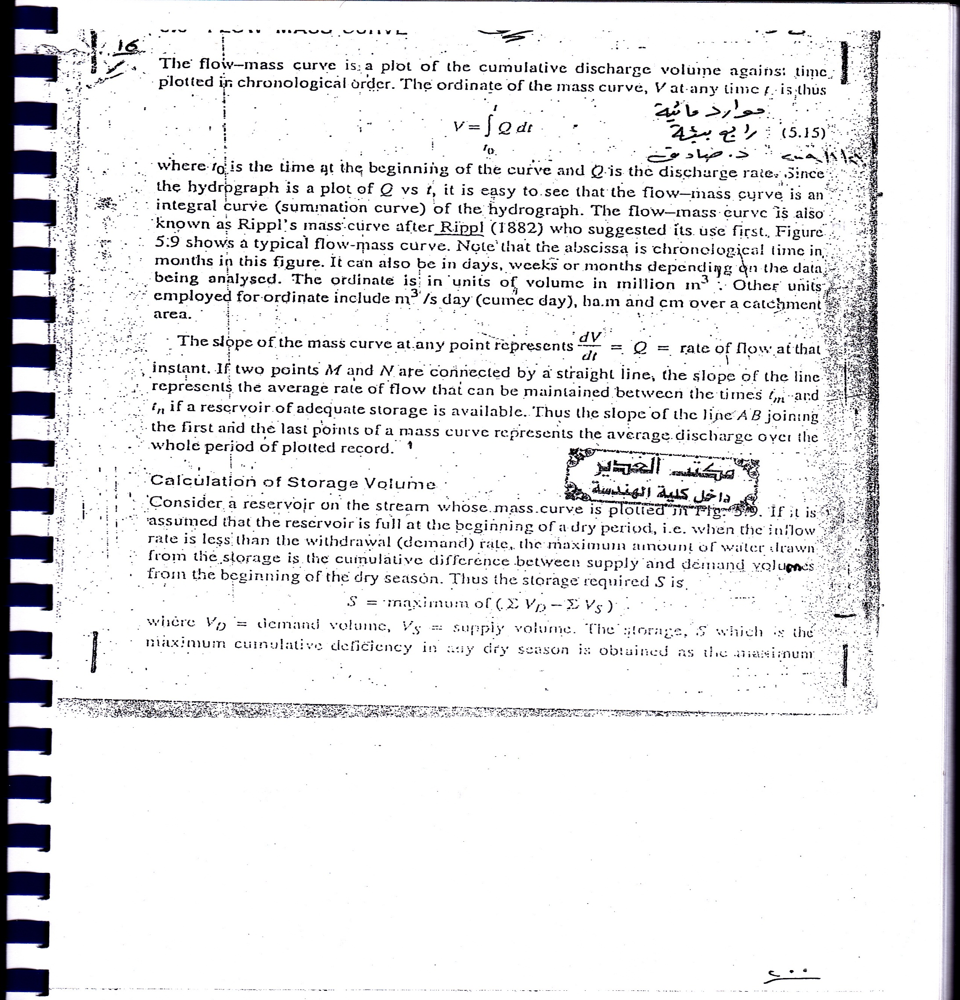 FLOW MASS CURVE
16
The flow—mass curve is a plot of the cumulative discharge volume against time
plotted in chronological order. The ordinate of the mass curve, V at any time t is thus
موارد مائية
V = ∫ Q dt
t
t0
رابع بيئة (5.15)
د. صادق
where t0 is the time at the beginning of the curve and Q is the discharge rate. Since
the hydrograph is a plot of Q vs t, it is easy to see that the flow—mass curve is an
integral curve (summation curve) of the hydrograph. The flow—mass curve is also
known as Rippl's mass curve after Rippl (1882) who suggested its use first. Figure
5.9 shows a typical flow-mass curve. Note that the abscissa is chronological time in
months in this figure. It can also be in days, weeks or months depending on the data
being analysed. The ordinate is in units of volume in million m³. Other units
employed for ordinate include m³/s day (cumec day), ha.m and cm over a catchment
area.
The slope of the mass curve at any point represents dV/dt = Q = rate of flow at that
instant. If two points M and N are connected by a straight line, the slope of the line
represents the average rate of flow that can be maintained between the times tm and
tn if a reservoir of adequate storage is available. Thus the slope of the line AB joining
the first and the last points of a mass curve represents the average discharge over the
whole period of plotted record.
مكتب الغدير
داخل كلية الهندسة
Calculation of Storage Volume
Consider a reservoir on the stream whose mass curve is plotted in Fig. 5.9. If it is
assumed that the reservoir is full at the beginning of a dry period, i.e. when the inflow
rate is less than the withdrawal (demand) rate, the maximum amount of water drawn
from the storage is the cumulative difference between supply and demand volumes
from the beginning of the dry season. Thus the storage required S is
S = maximum of (Σ VD − Σ VS)
where VD = demand volume, VS = supply volume. The storage, S which is the
maximum cumulative deficiency in any dry season is obtained as the maximum
٢٠٠